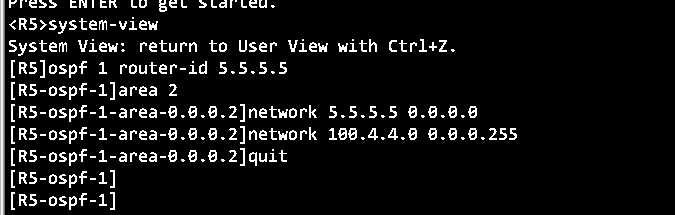 Press ENTER to get started.
<R5>system-view
System View: return to User View with Ctrl+Z.
[R5]ospf 1 router-id 5.5.5.5
[R5-ospf-1]area 2
[R5-ospf-1-area-0.0.0.2]network 5.5.5.5 0.0.0.0
[R5-ospf-1-area-0.0.0.2]network 100.4.4.0 0.0.0.255
[R5-ospf-1-area-0.0.0.2]quit
[R5-ospf-1]
[R5-ospf-1]